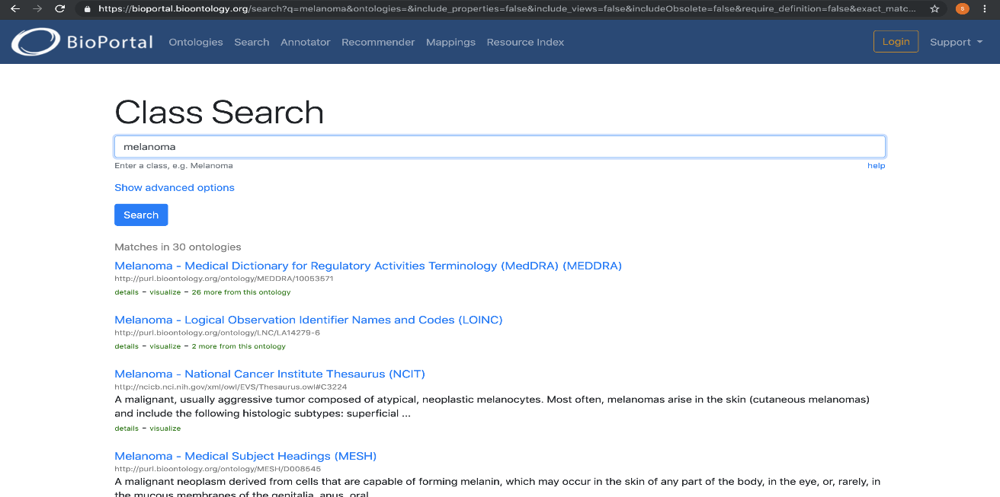 https://bioportal.bioontology.org/search?q=melanoma&ontologies=&include_properties=false&include_views=false&includeObsolete=false&require_definition=false&exact_matc...
S
BioPortal Ontologies Search Annotator Recommender Mappings Resource Index Login Support
Class Search
melanoma
Enter a class, e.g. Melanoma help
Show advanced options
Search
Matches in 30 ontologies
Melanoma - Medical Dictionary for Regulatory Activities Terminology (MedDRA) (MEDDRA)
http://purl.bioontology.org/ontology/MEDDRA/10053571
details - visualize - 26 more from this ontology
Melanoma - Logical Observation Identifier Names and Codes (LOINC)
http://purl.bioontology.org/ontology/LNC/LA14279-6
details - visualize - 2 more from this ontology
Melanoma - National Cancer Institute Thesaurus (NCIT)
http://ncicb.nci.nih.gov/xml/owl/EVS/Thesaurus.owl#C3224
A malignant, usually aggressive tumor composed of atypical, neoplastic melanocytes. Most often, melanomas arise in the skin (cutaneous melanomas)
and include the following histologic subtypes: superficial ...
details - visualize
Melanoma - Medical Subject Headings (MESH)
http://purl.bioontology.org/ontology/MESH/D008545
A malignant neoplasm derived from cells that are capable of forming melanin, which may occur in the skin of any part of the body, in the eye, or, rarely, in
the mucous membranes of the genitalia, anus, oral